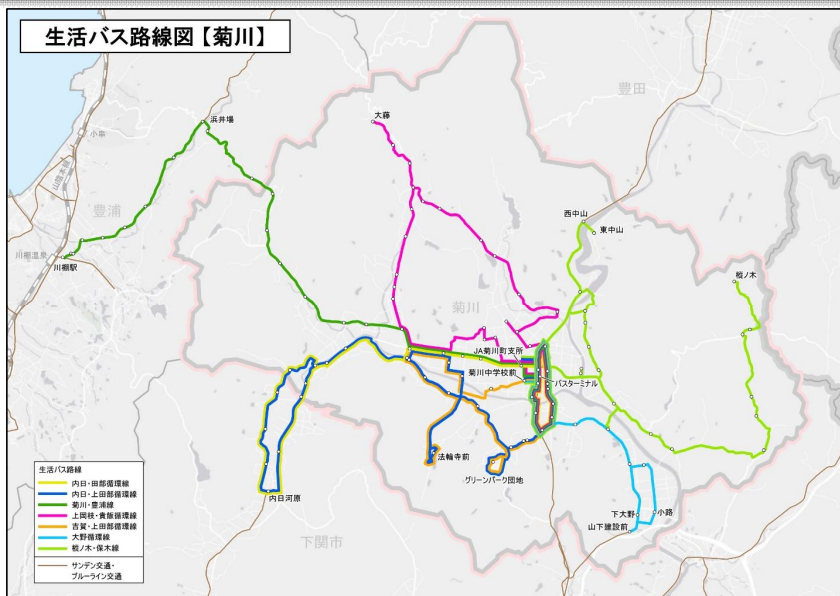 生活バス路線図【菊川】
豊田
浜井場
大藤
小串
豊浦
西中山
東中山
川棚温泉
川棚駅
樅ノ木
菊川
JA菊川町支所
菊川中学校前
バスターミナル
法輪寺前
グリーンパーク団地
内日河原
下大野
小路
山下建設前
下関市
生活バス路線
内日・田部循環線
内日・上田部循環線
菊川・豊浦線
上岡枝・貴飯循環線
吉賀・上田部循環線
大野循環線
樅ノ木・保木線
サンデン交通・
ブルーライン交通